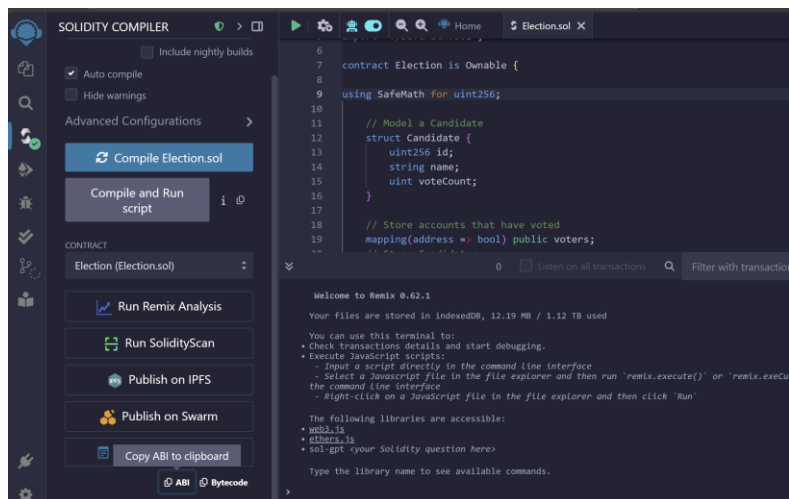 SOLIDITY COMPILER
Include nightly builds
Auto compile
Hide warnings
Advanced Configurations
Compile Election.sol
Compile and Run
script
i
CONTRACT
Election (Election.sol)
Run Remix Analysis
Run SolidityScan
Publish on IPFS
Publish on Swarm
Copy ABI to clipboard
ABI
Bytecode
Home
Election.sol
6
7 contract Election is Ownable {
8
9 using SafeMath for uint256;
10
11 // Model a Candidate
12 struct Candidate {
13 uint256 id;
14 string name;
15 uint voteCount;
16 }
17
18 // Store accounts that have voted
19 mapping(address => bool) public voters;
0
Listen on all transactions
Filter with transaction
Welcome to Remix 0.62.1
Your files are stored in indexedDB, 12.19 MB / 1.12 TB used
You can use this terminal to:
• Check transactions details and start debugging.
• Execute JavaScript scripts:
- Input a script directly in the command line interface
- Select a Javascript file in the file explorer and then run `remix.execute()` or `remix.exeCu
the command line interface
- Right-click on a JavaScript file in the file explorer and then click `Run`
The following libraries are accessible:
• web3.js
• ethers.js
• sol-gpt <your Solidity question here>
Type the library name to see available commands.
>